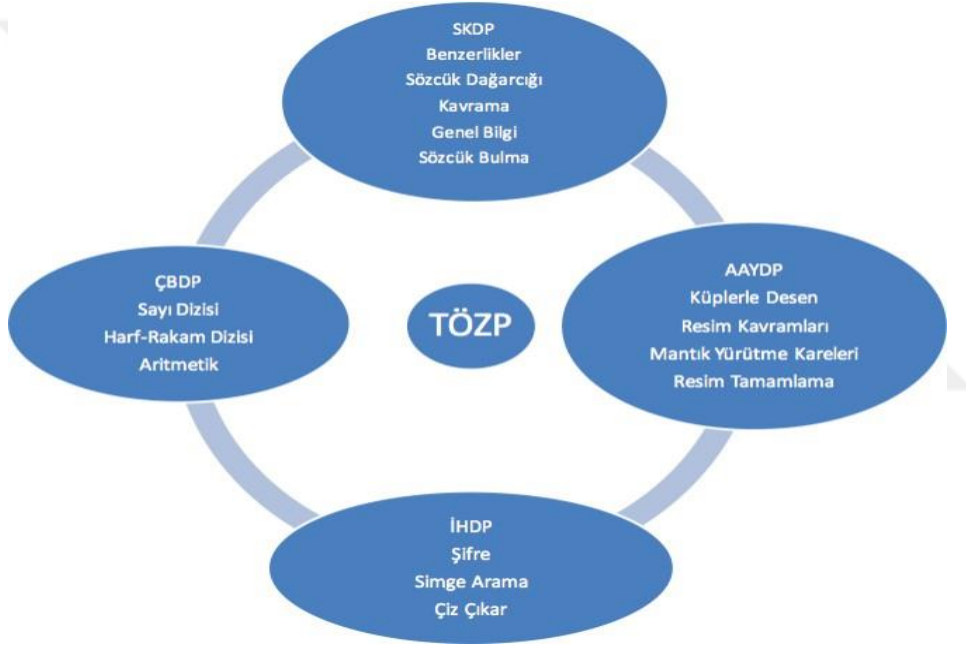 SKDP
Benzerlikler
Sözcük Dağarcığı
Kavrama
Genel Bilgi
Sözcük Bulma
ÇBDP
Sayı Dizisi
Harf-Rakam Dizisi
Aritmetik
TÖZP
AAYDP
Küplerle Desen
Resim Kavramları
Mantık Yürütme Kareleri
Resim Tamamlama
İHDP
Şifre
Simge Arama
Çiz Çıkar